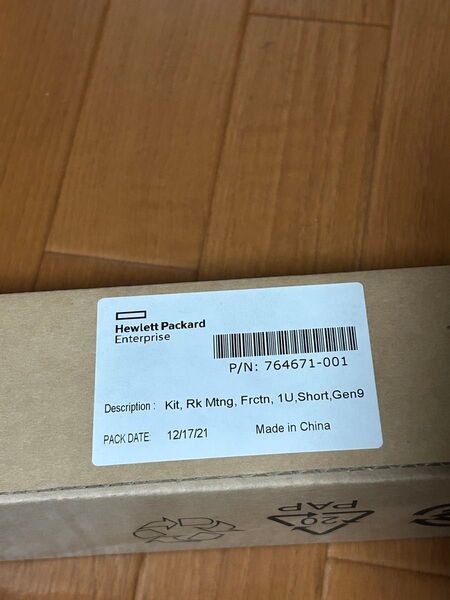 Hewlett Packard
Enterprise
P/N: 764671-001
Description : Kit, Rk Mtng, Frctn, 1U,Short,Gen9
PACK DATE: 12/17/21 Made in China
20
PAP